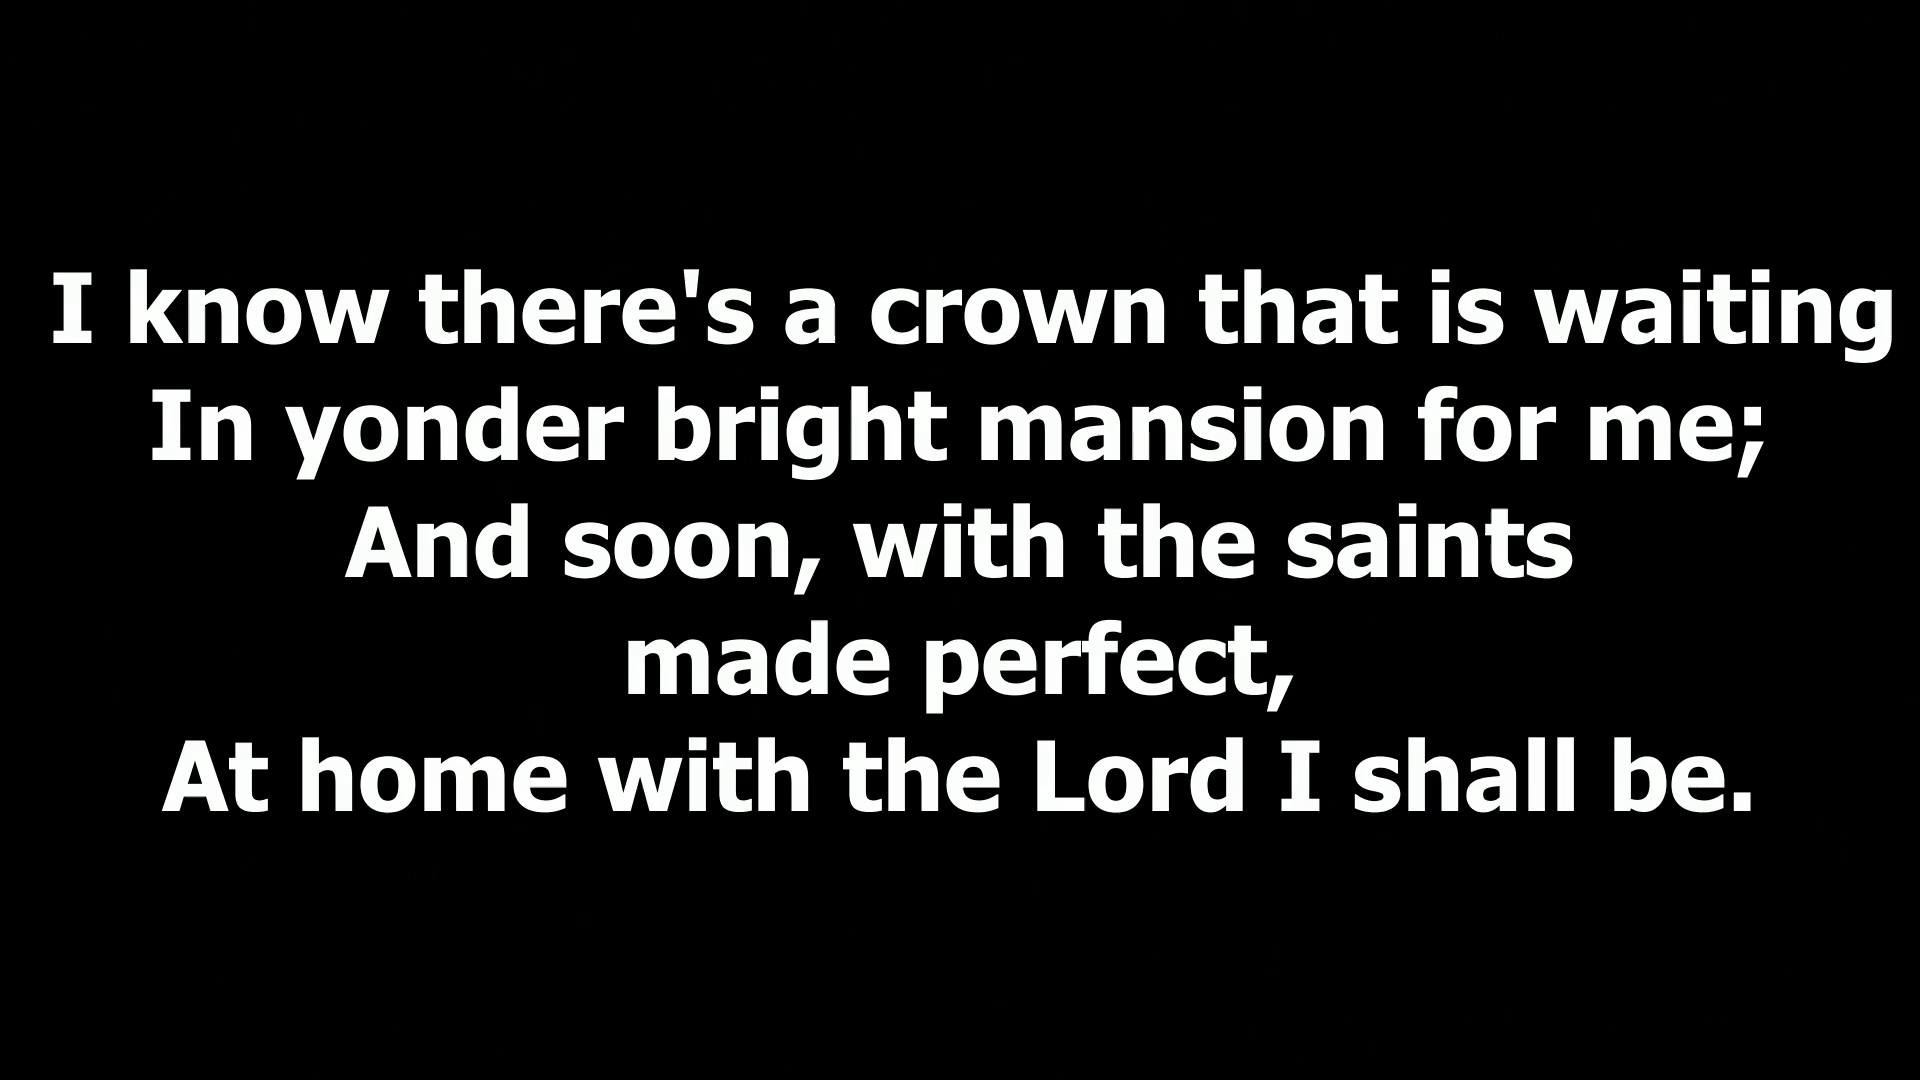 I know there's a crown that is waiting
In yonder bright mansion for me;
And soon, with the saints
made perfect,
At home with the Lord I shall be.